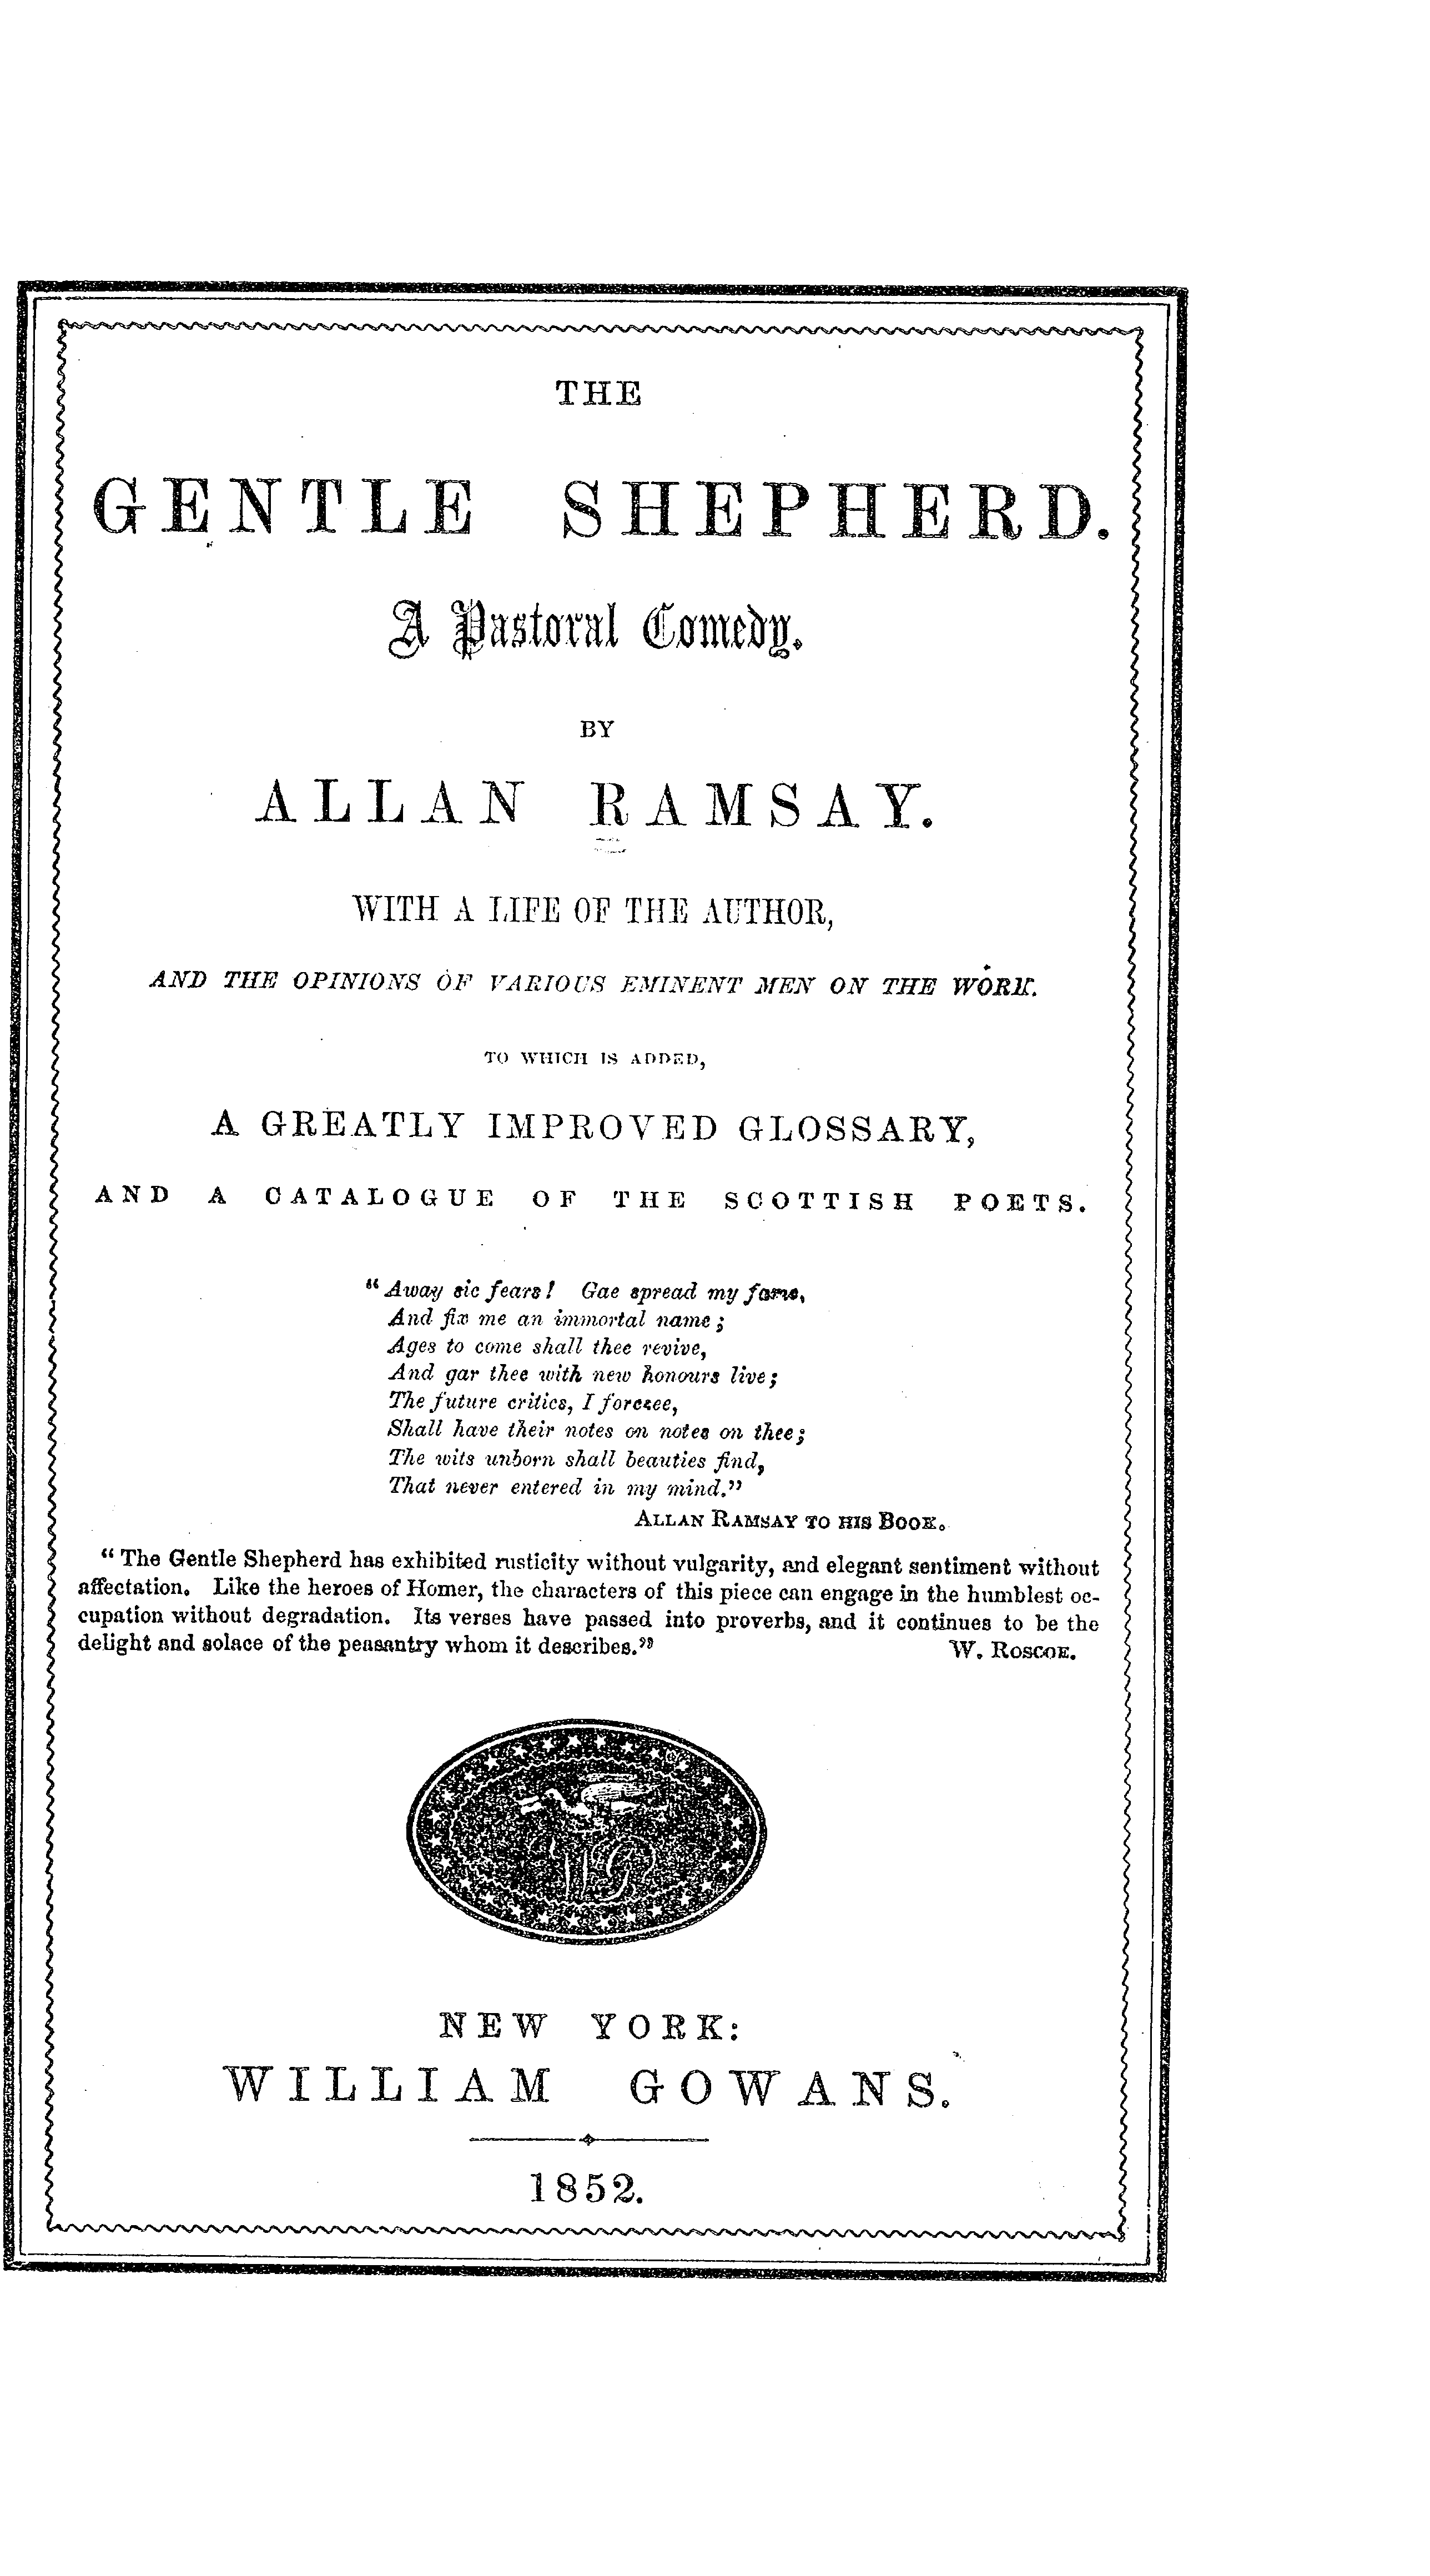 THE
GENTLE SHEPHERD.
A Pastoral Comedy.
BY
ALLAN RAMSAY.
WITH A LIFE OF THE AUTHOR,
AND THE OPINIONS OF VARIOUS EMINENT MEN ON THE WORK.
TO WHICH IS ADDED,
A GREATLY IMPROVED GLOSSARY,
AND A CATALOGUE OF THE SCOTTISH POETS.
“Away sic fears! Gae spread my fame,
And fix me an immortal name;
Ages to come shall thee revive,
And gar thee with new honours live;
The future critics, I foresee,
Shall have their notes on notes on thee;
The wits unborn shall beauties find,
That never entered in my mind.”
ALLAN RAMSAY TO HIS BOOK.
“The Gentle Shepherd has exhibited rusticity without vulgarity, and elegant sentiment without
affectation. Like the heroes of Homer, the characters of this piece can engage in the humblest oc-
cupation without degradation. Its verses have passed into proverbs, and it continues to be the
delight and solace of the peasantry whom it describes.” W. ROSCOE.
NEW YORK:
WILLIAM GOWANS.
1852.